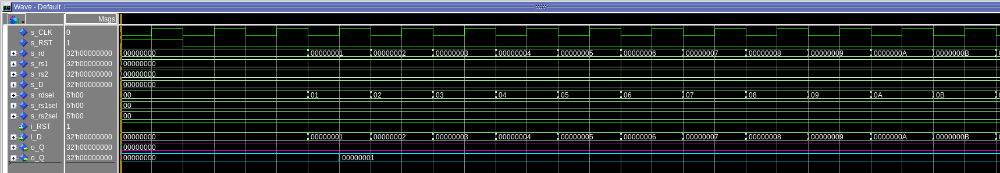 Wave - Default
Msgs
s_CLK 0
s_RST 1
s_rd 32'h00000000 00000000 00000001 00000002 00000003 00000004 00000005 00000006 00000007 00000008 00000009 0000000A 0000000B
s_rs1 32'h00000000 00000000
s_rs2 32'h00000000 00000000
s_D 32'h00000000 00000000
s_rdsel 5'h00 00 01 02 03 04 05 06 07 08 09 0A 0B
s_rs1sel 5'h00 00
s_rs2sel 5'h00 00
i_RST 1
i_D 32'h00000000 00000000 00000001 00000002 00000003 00000004 00000005 00000006 00000007 00000008 00000009 0000000A 0000000B
o_Q 32'h00000000 00000000
o_Q 32'h00000000 00000000 00000001